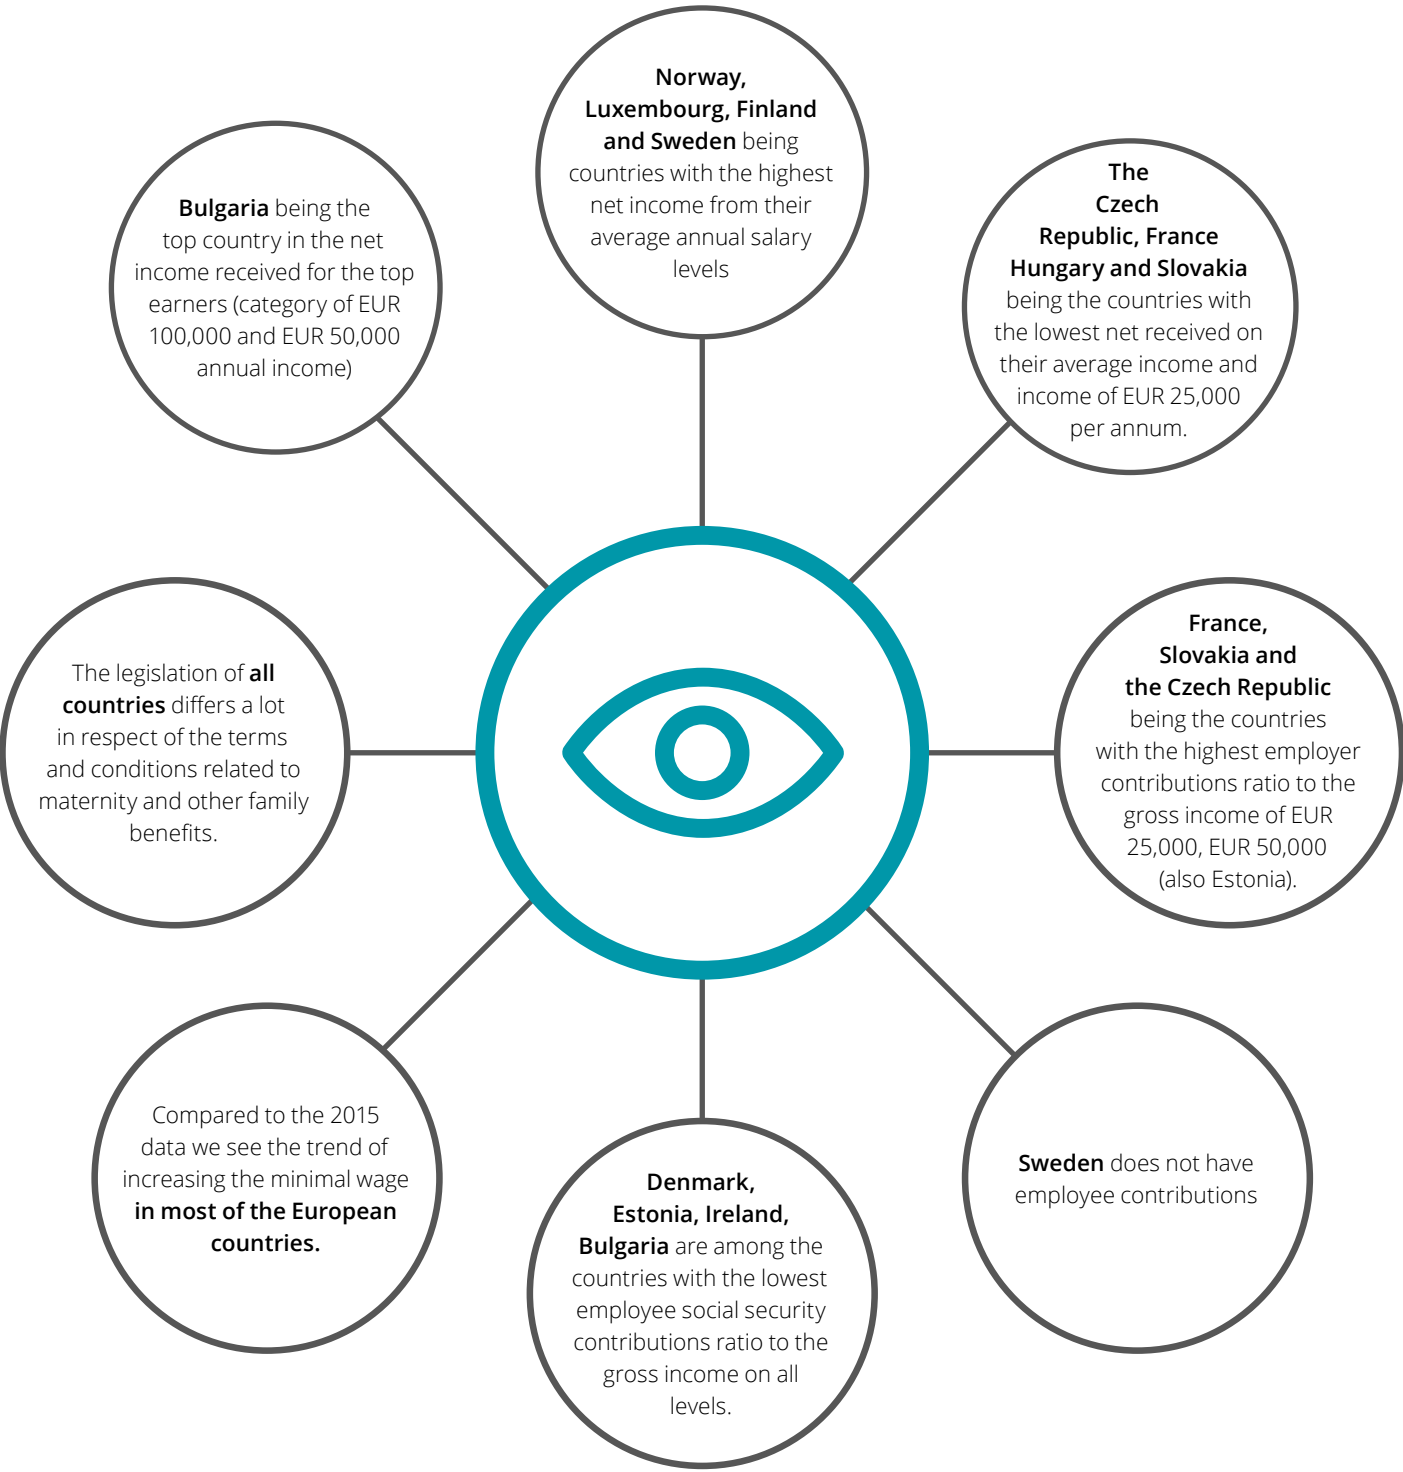 Norway,
Luxembourg, Finland
and Sweden being
countries with the highest
net income from their
average annual salary
levels
The
Czech
Republic, France
Hungary and Slovakia
being the countries with
the lowest net received on
their average income and
income of EUR 25,000
per annum.
France,
Slovakia and
the Czech Republic
being the countries
with the highest employer
contributions ratio to the
gross income of EUR
25,000, EUR 50,000
(also Estonia).
Sweden does not have
employee contributions
Denmark,
Estonia, Ireland,
Bulgaria are among the
countries with the lowest
employee social security
contributions ratio to the
gross income on all
levels.
Compared to the 2015
data we see the trend of
increasing the minimal wage
in most of the European
countries.
The legislation of all
countries differs a lot
in respect of the terms
and conditions related to
maternity and other family
benefits.
Bulgaria being the
top country in the net
income received for the top
earners (category of EUR
100,000 and EUR 50,000
annual income)